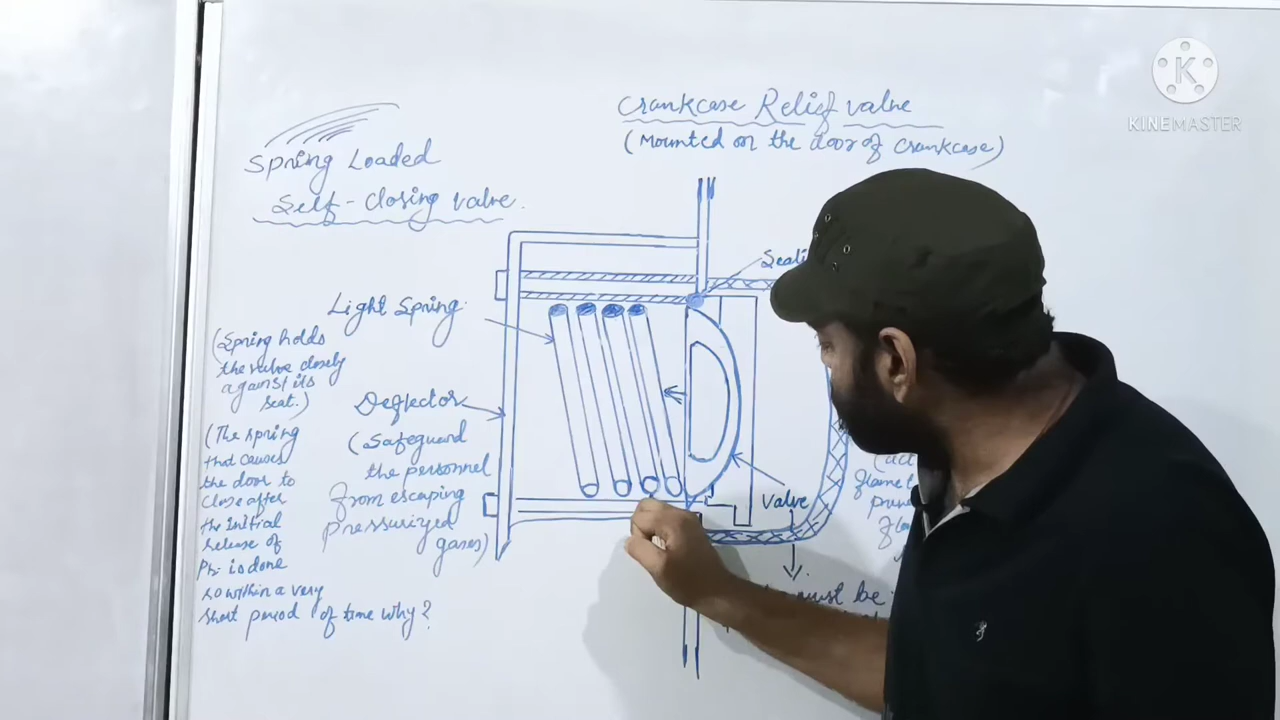 Crankcase Relief valve
(Mounted on the door of crankcase)
Spring Loaded
Self-closing valve.
Light Spring
(Spring holds
the valve closely
against its
seat.)
Deflector
(Safeguard
the personnel
from escaping
pressurized
gases)
(The spring
that causes
the door to
close after
the initial
release of
Pr. is done
so within a very
short period of time why?
Valve
must be
KINEMASTER